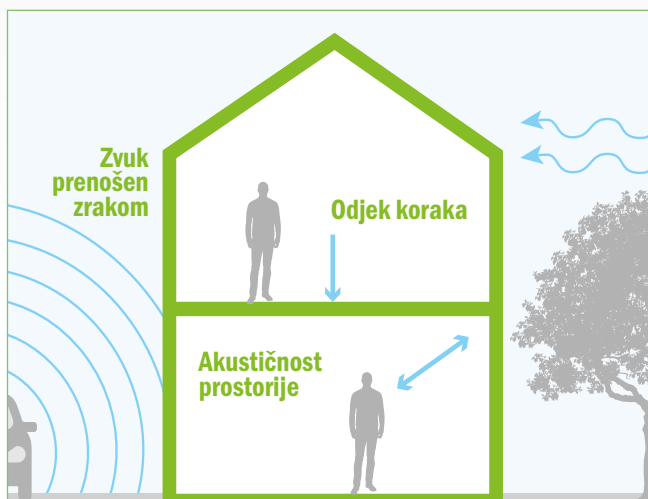 Zvuk
prenošen
zrakom
Odjek koraka
Akustičnost
prostorije